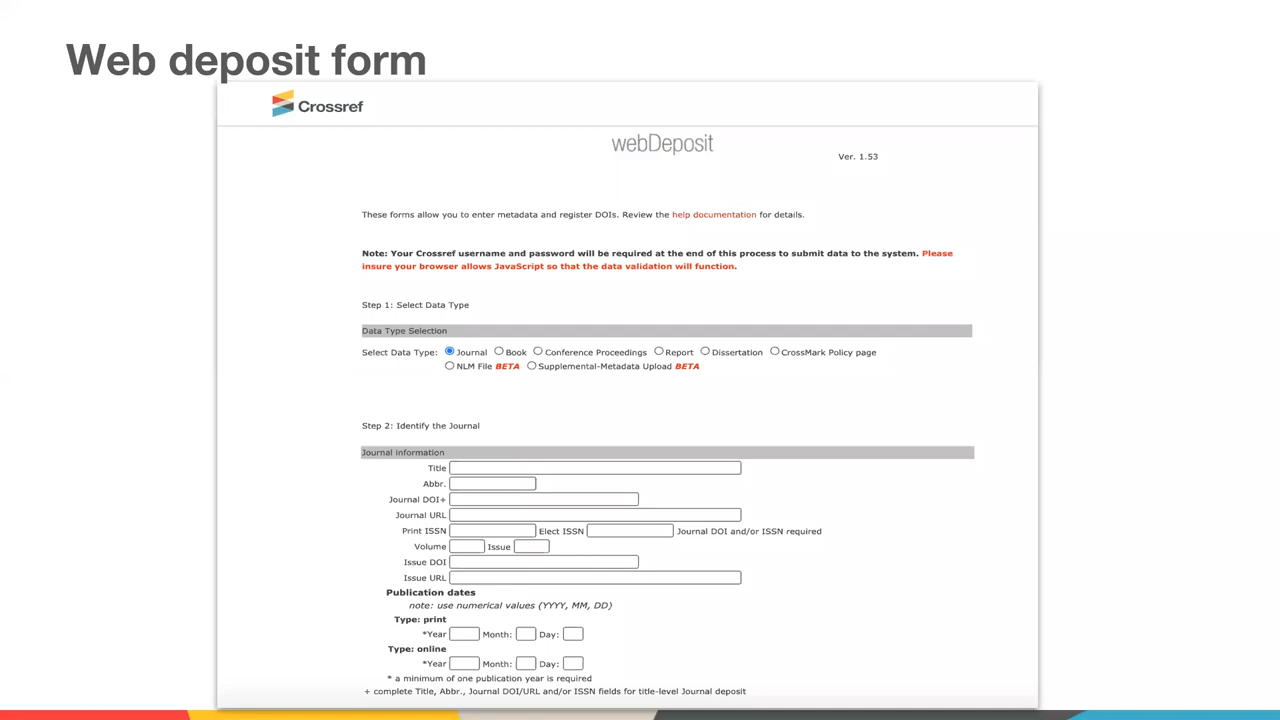 Web deposit form
Crossref
webDeposit
Ver. 1.53
These forms allow you to enter metadata and register DOIs. Review the help documentation for details.
Note: Your Crossref username and password will be required at the end of this process to submit data to the system. Please
insure your browser allows JavaScript so that the data validation will function.
Step 1: Select Data Type
Data Type Selection
Select Data Type: Journal Book Conference Proceedings Report Dissertation CrossMark Policy page
NLM File BETA Supplemental-Metadata Upload BETA
Step 2: Identify the Journal
Journal information
Title
Abbr.
Journal DOI+
Journal URL
Print ISSN Elect ISSN Journal DOI and/or ISSN required
Volume Issue
Issue DOI
Issue URL
Publication dates
note: use numerical values (YYYY, MM, DD)
Type: print
*Year Month: Day:
Type: online
*Year Month: Day:
* a minimum of one publication year is required
+ complete Title, Abbr., Journal DOI/URL and/or ISSN fields for title-level Journal deposit